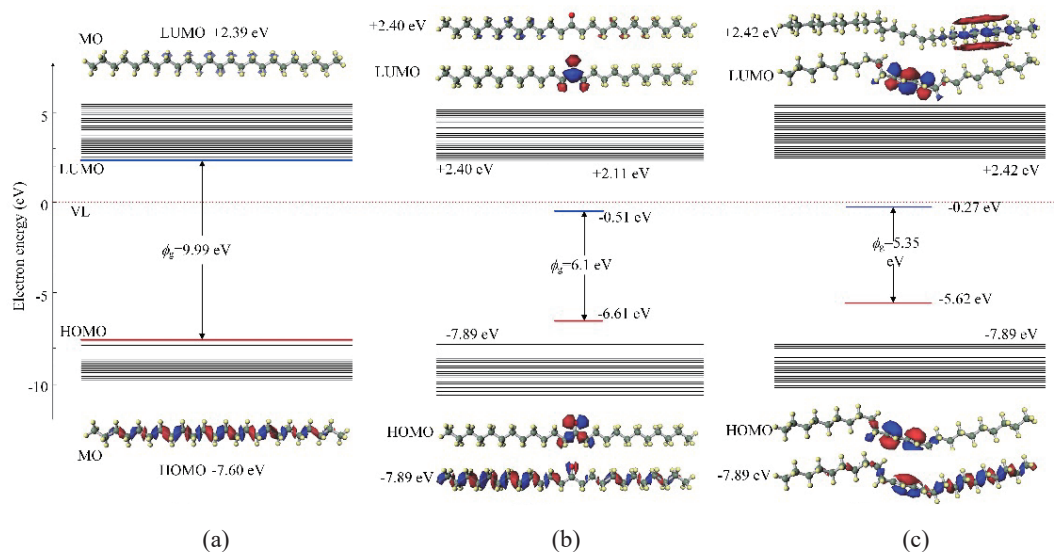 MO
LUMO +2.39 eV
Electron energy (eV)
5
0
-5
-10
LUMO
VL
ϕg=9.99 eV
HOMO
MO
HOMO -7.60 eV
(a)
+2.40 eV
LUMO
+2.40 eV
+2.11 eV
-0.51 eV
ϕg=6.1 eV
-6.61 eV
-7.89 eV
HOMO
-7.89 eV
(b)
+2.42 eV
LUMO
+2.42 eV
-0.27 eV
ϕg=5.35
eV
-5.62 eV
-7.89 eV
HOMO
-7.89 eV
(c)